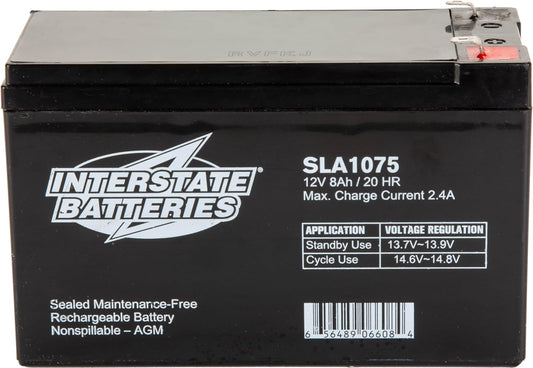 RVFKJ
INTERSTATE
BATTERIES
SLA1075
12V 8Ah / 20 HR
Max. Charge Current 2.4A
APPLICATION VOLTAGE REGULATION
Standby Use 13.7V~13.9V
Cycle Use 14.6V~14.8V
Sealed Maintenance-Free
Rechargeable Battery
Nonspillable – AGM
6 56489 06608 4